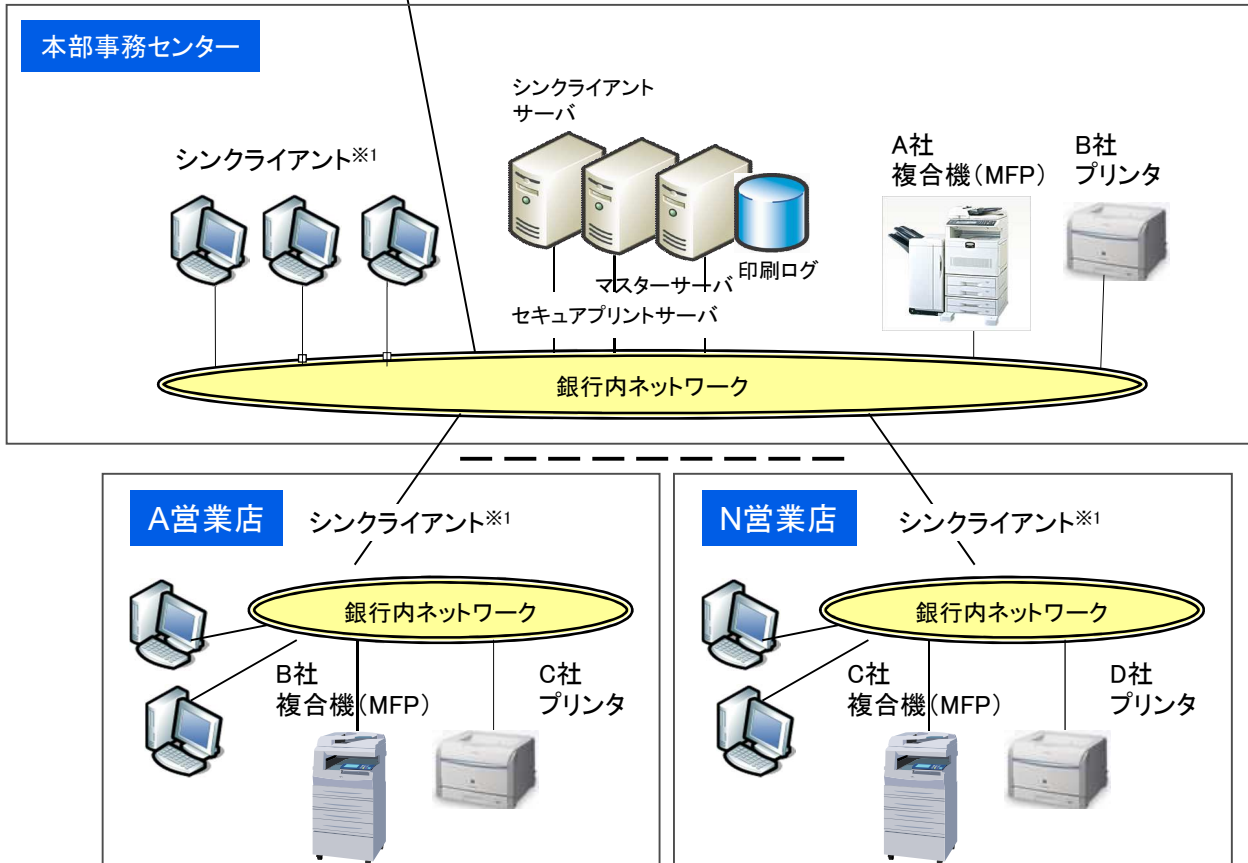 本部事務センター
シンクライアント
サーバ
シンクライアント※1
A社
複合機(MFP)
B社
プリンタ
印刷ログ
マスターサーバ
セキュアプリントサーバ
銀行内ネットワーク
A営業店
シンクライアント※1
銀行内ネットワーク
B社
複合機(MFP)
C社
プリンタ
N営業店
シンクライアント※1
銀行内ネットワーク
C社
複合機(MFP)
D社
プリンタ